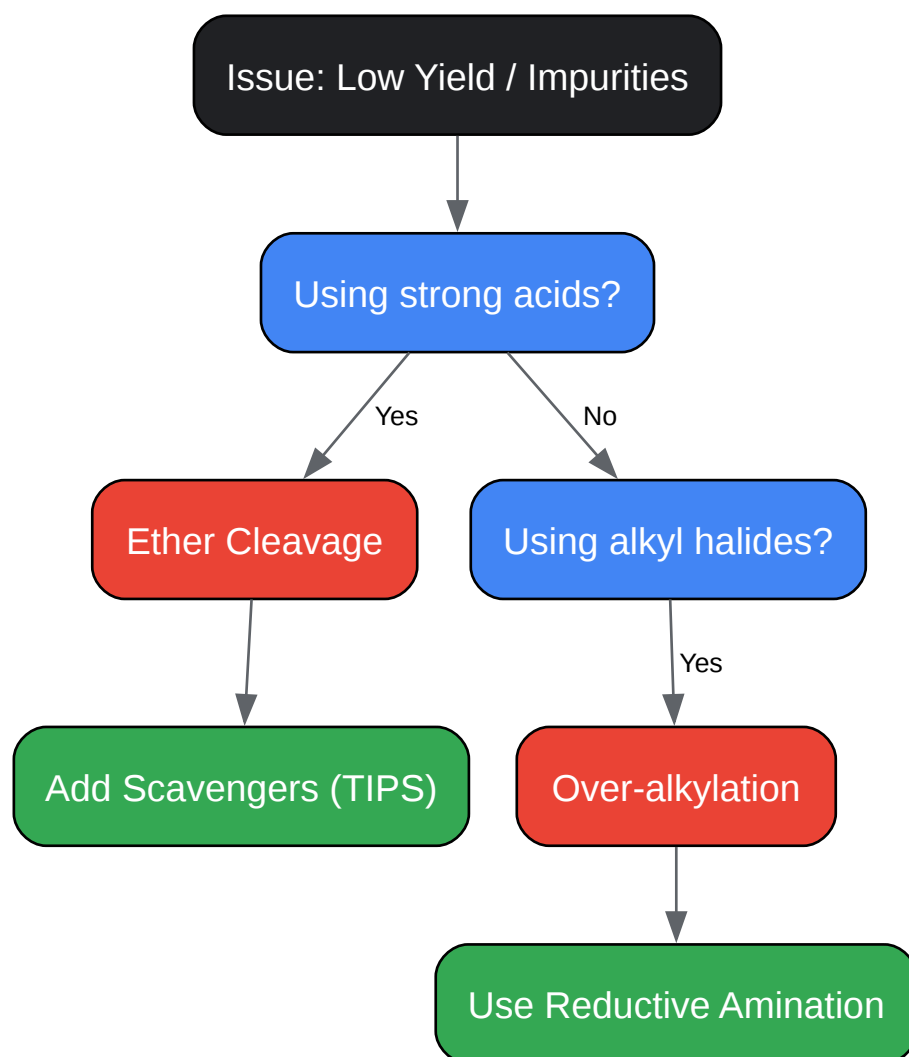 Issue: Low Yield / Impurities
Using strong acids?
Yes
No
Ether Cleavage
Using alkyl halides?
Yes
Add Scavengers (TIPS)
Over-alkylation
Use Reductive Amination